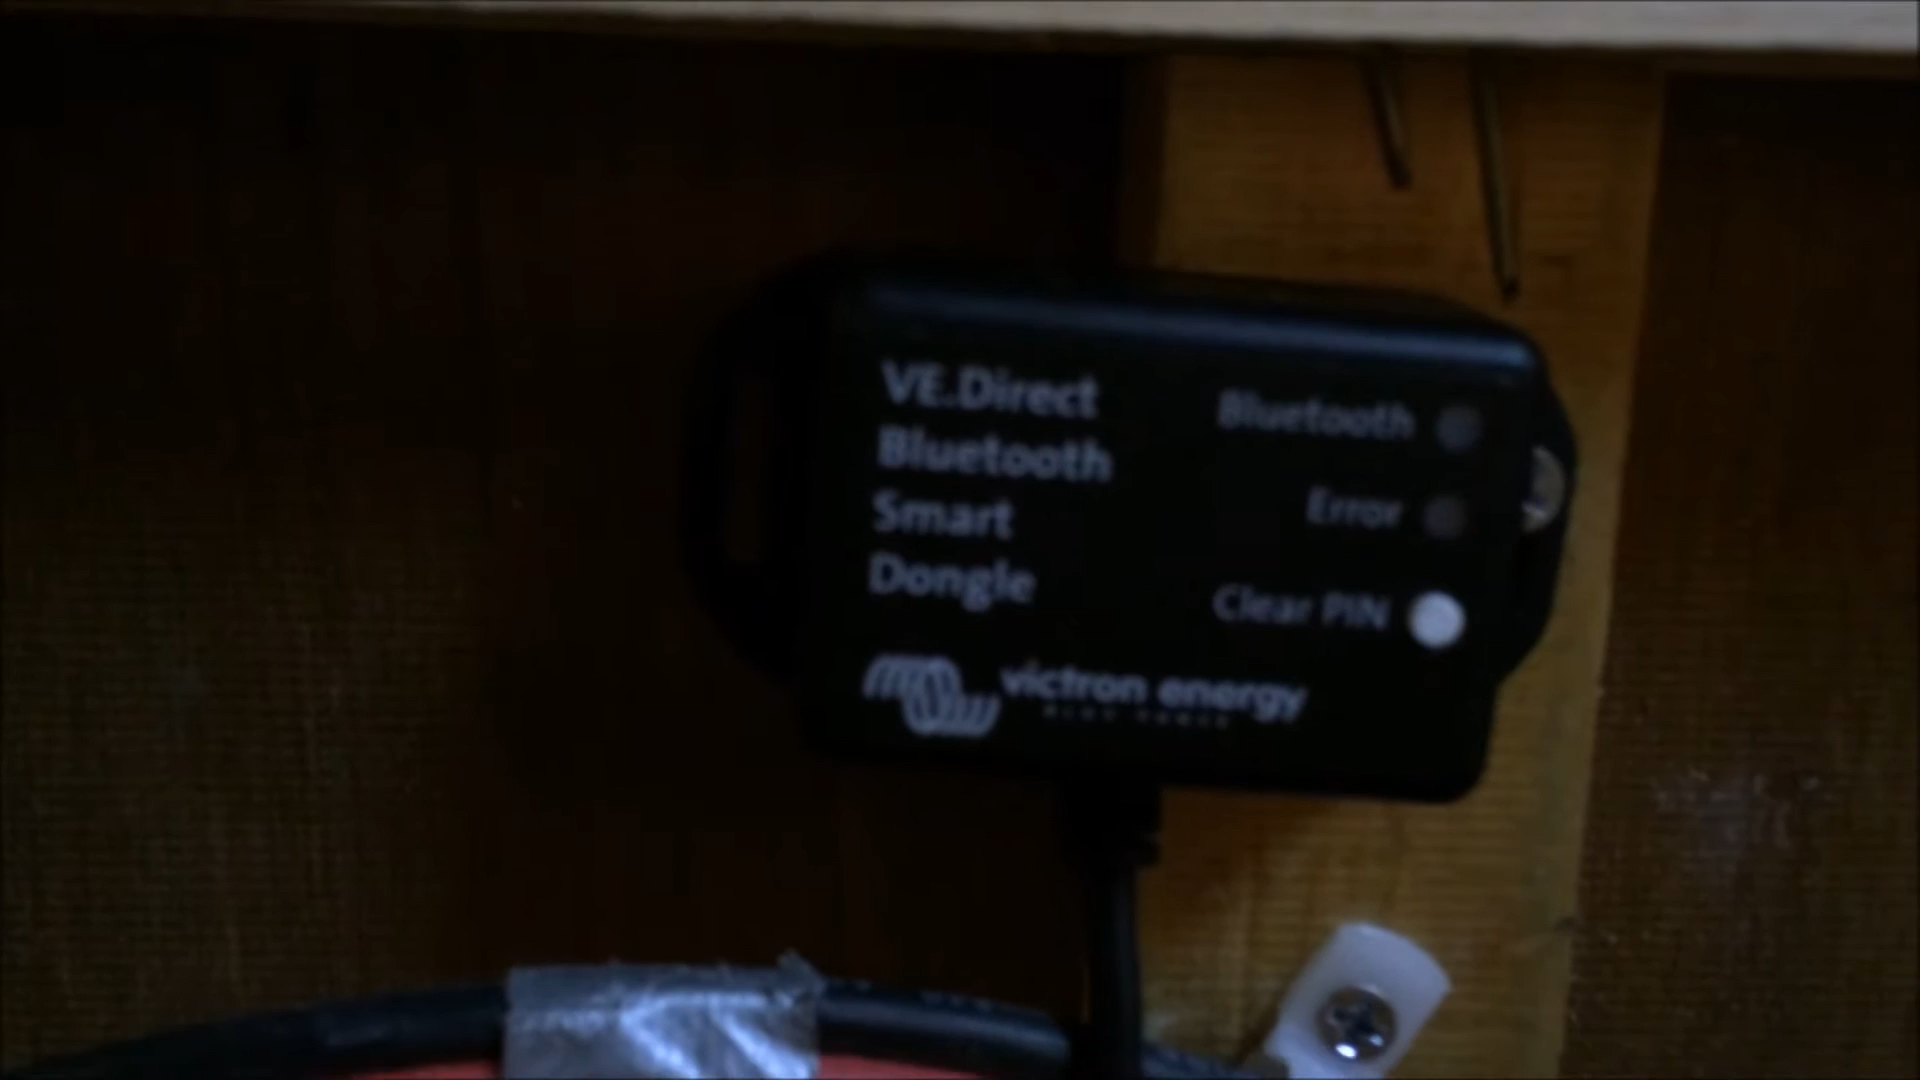 VE.Direct
Bluetooth
Smart
Dongle
Bluetooth
Error
Clear PIN
victron energy